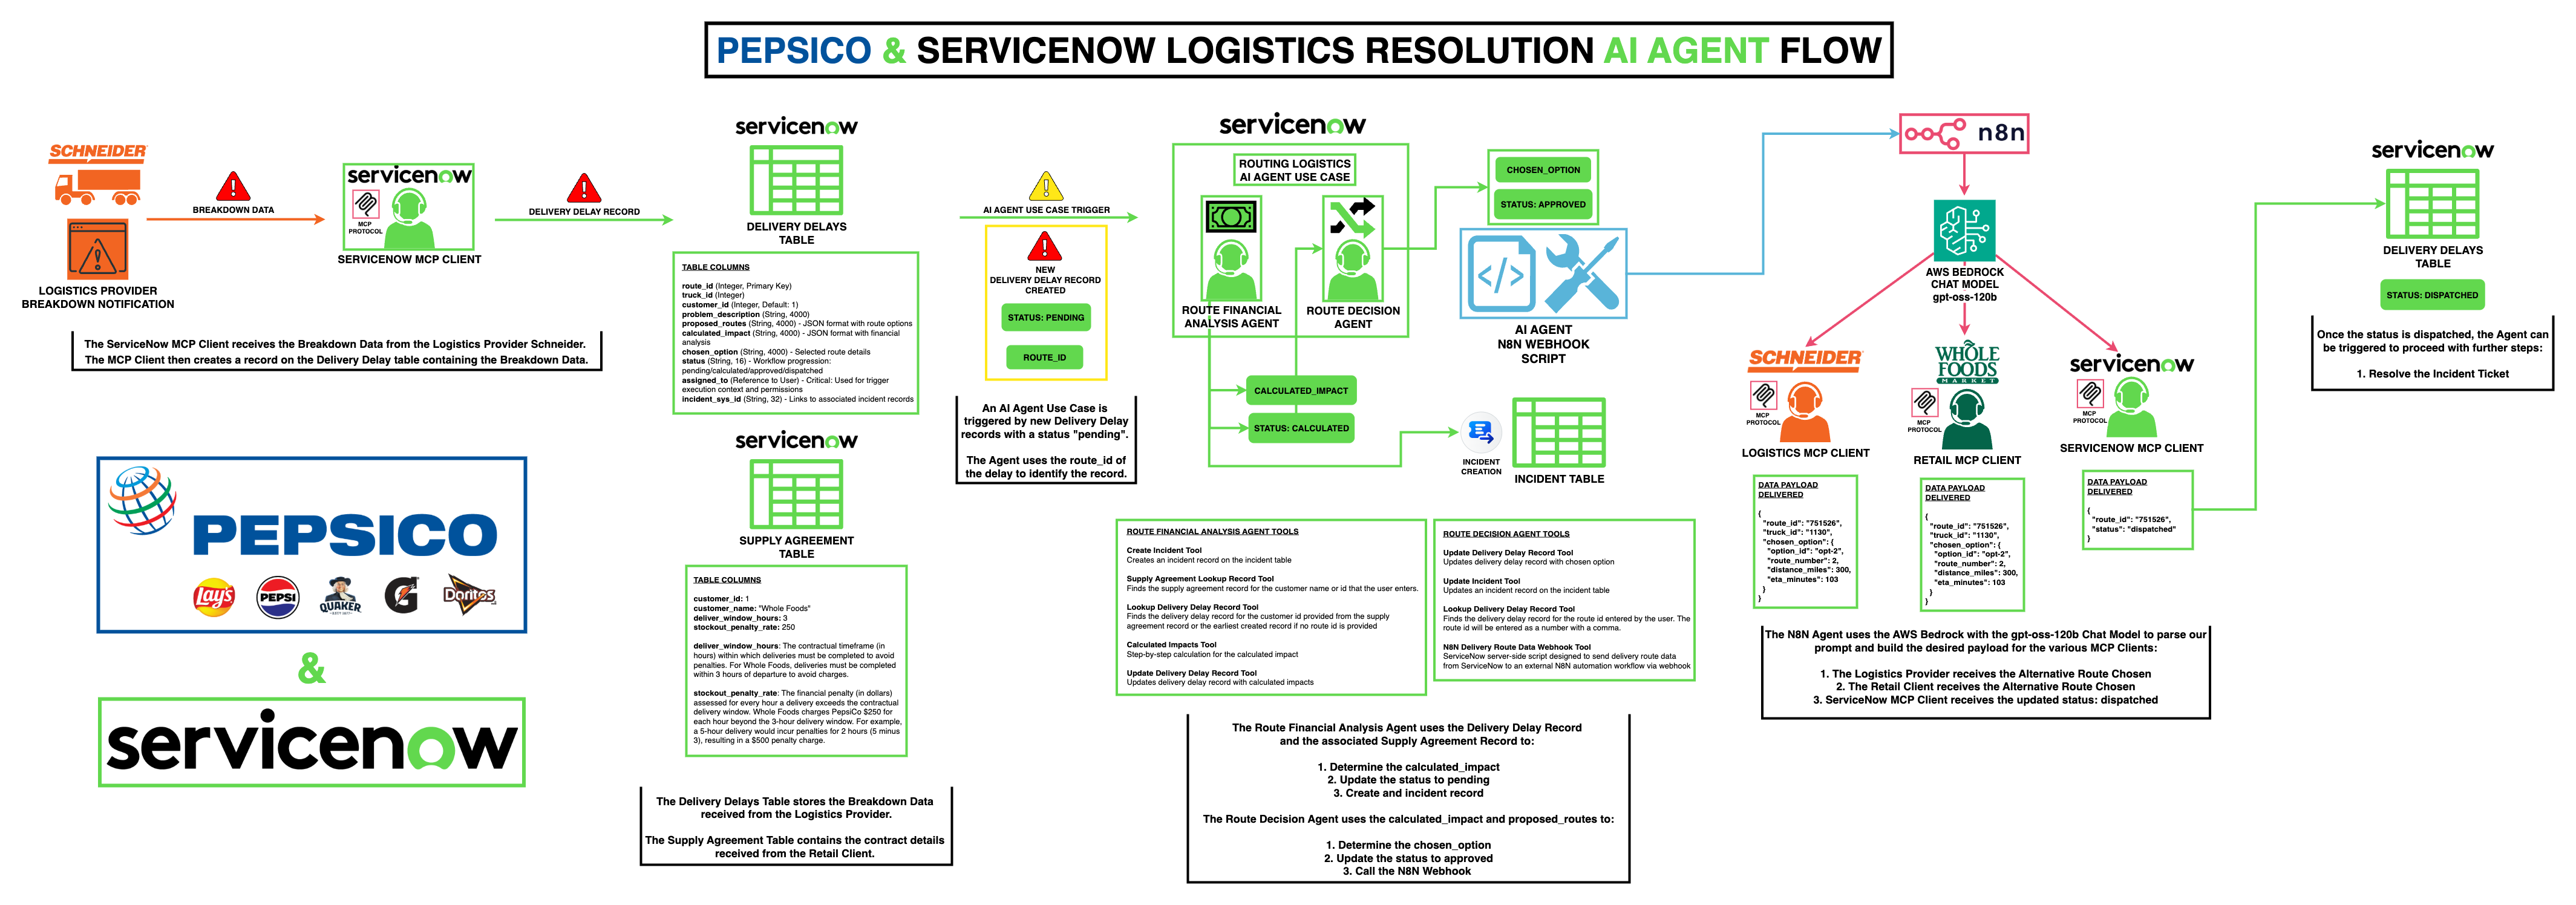 PEPSICO & SERVICENOW LOGISTICS RESOLUTION AI AGENT FLOW
SCHNEIDER
LOGISTICS PROVIDER
BREAKDOWN NOTIFICATION
BREAKDOWN DATA
servicenow
MCP
PROTOCOL
SERVICENOW MCP CLIENT
DELIVERY DELAY RECORD
The ServiceNow MCP Client receives the Breakdown Data from the Logistics Provider Schneider.
The MCP Client then creates a record on the Delivery Delay table containing the Breakdown Data.
PEPSICO
Lay's
PEPSI
QUAKER
G
Doritos
&
servicenow
servicenow
DELIVERY DELAYS
TABLE
TABLE COLUMNS
route_id (Integer, Primary Key)
truck_id (Integer)
customer_id (Integer, Default: 1)
problem_description (String, 4000)
proposed_routes (String, 4000) - JSON format with route options
calculated_impact (String, 4000) - JSON format with financial
analysis
chosen_option (String, 4000) - Selected route details
status (String, 16) - Workflow progression:
pending/calculated/approved/dispatched
assigned_to (Reference to User) - Critical: Used for trigger
execution context and permissions
incident_sys_id (String, 32) - Links to associated incident records
servicenow
SUPPLY AGREEMENT
TABLE
TABLE COLUMNS
customer_id: 1
customer_name: "Whole Foods"
deliver_window_hours: 3
stockout_penalty_rate: 250
deliver_window_hours: The contractual timeframe (in
hours) within which deliveries must be completed to avoid
penalties. For Whole Foods, deliveries must be completed
within 3 hours of departure to avoid charges.
stockout_penalty_rate: The financial penalty (in dollars)
assessed for every hour a delivery exceeds the contractual
delivery window. Whole Foods charges PepsiCo $250 for
each hour beyond the 3-hour delivery window. For example,
a 5-hour delivery would incur penalties for 2 hours (5 minus
3), resulting in a $500 penalty charge.
The Delivery Delays Table stores the Breakdown Data
received from the Logistics Provider.
The Supply Agreement Table contains the contract details
received from the Retail Client.
AI AGENT USE CASE TRIGGER
NEW
DELIVERY DELAY RECORD
CREATED
STATUS: PENDING
ROUTE_ID
An AI Agent Use Case is
triggered by new Delivery Delay
records with a status "pending".
The Agent uses the route_id of
the delay to identify the record.
servicenow
ROUTING LOGISTICS
AI AGENT USE CASE
ROUTE FINANCIAL
ANALYSIS AGENT
ROUTE DECISION
AGENT
CALCULATED_IMPACT
STATUS: CALCULATED
CHOSEN_OPTION
STATUS: APPROVED
AI AGENT
N8N WEBHOOK
SCRIPT
INCIDENT
CREATION
INCIDENT TABLE
ROUTE FINANCIAL ANALYSIS AGENT TOOLS
Create Incident Tool
Creates an incident record on the incident table
Supply Agreement Lookup Record Tool
Finds the supply agreement record for the customer name or id that the user enters.
Lookup Delivery Delay Record Tool
Finds the delivery delay record for the customer id provided from the supply
agreement record or the earliest created record if no route id is provided
Calculated Impacts Tool
Step-by-step calculation for the calculated impact
Update Delivery Delay Record Tool
Updates delivery delay record with calculated impacts
ROUTE DECISION AGENT TOOLS
Update Delivery Delay Record Tool
Updates delivery delay record with chosen option
Update Incident Tool
Updates an incident record on the incident table
Lookup Delivery Delay Record Tool
Finds the delivery delay record for the route id entered by the user. The
route id will be entered as a number with a comma.
N8N Delivery Route Data Webhook Tool
ServiceNow server-side script designed to send delivery route data
from ServiceNow to an external N8N automation workflow via webhook
The Route Financial Analysis Agent uses the Delivery Delay Record
and the associated Supply Agreement Record to:
1. Determine the calculated_impact
2. Update the status to pending
3. Create and incident record
The Route Decision Agent uses the calculated_impact and proposed_routes to:
1. Determine the chosen_option
2. Update the status to approved
3. Call the N8N Webhook
n8n
AWS BEDROCK
CHAT MODEL
gpt-oss-120b
SCHNEIDER
MCP
PROTOCOL
LOGISTICS MCP CLIENT
DATA PAYLOAD
DELIVERED
{
"route_id": "751526",
"truck_id": "1130",
"chosen_option": {
"option_id": "opt-2",
"route_number": 2,
"distance_miles": 300,
"eta_minutes": 103
}
}
WHOLE
FOODS
MARKET
MCP
PROTOCOL
RETAIL MCP CLIENT
DATA PAYLOAD
DELIVERED
{
"route_id": "751526",
"truck_id": "1130",
"chosen_option": {
"option_id": "opt-2",
"route_number": 2,
"distance_miles": 300,
"eta_minutes": 103
}
}
servicenow
MCP
PROTOCOL
SERVICENOW MCP CLIENT
DATA PAYLOAD
DELIVERED
{
"route_id": "751526",
"status": "dispatched"
}
The N8N Agent uses the AWS Bedrock with the gpt-oss-120b Chat Model to parse our
prompt and build the desired payload for the various MCP Clients:
1. The Logistics Provider receives the Alternative Route Chosen
2. The Retail Client receives the Alternative Route Chosen
3. ServiceNow MCP Client receives the updated status: dispatched
servicenow
DELIVERY DELAYS
TABLE
STATUS: DISPATCHED
Once the status is dispatched, the Agent can
be triggered to proceed with further steps:
1. Resolve the Incident Ticket